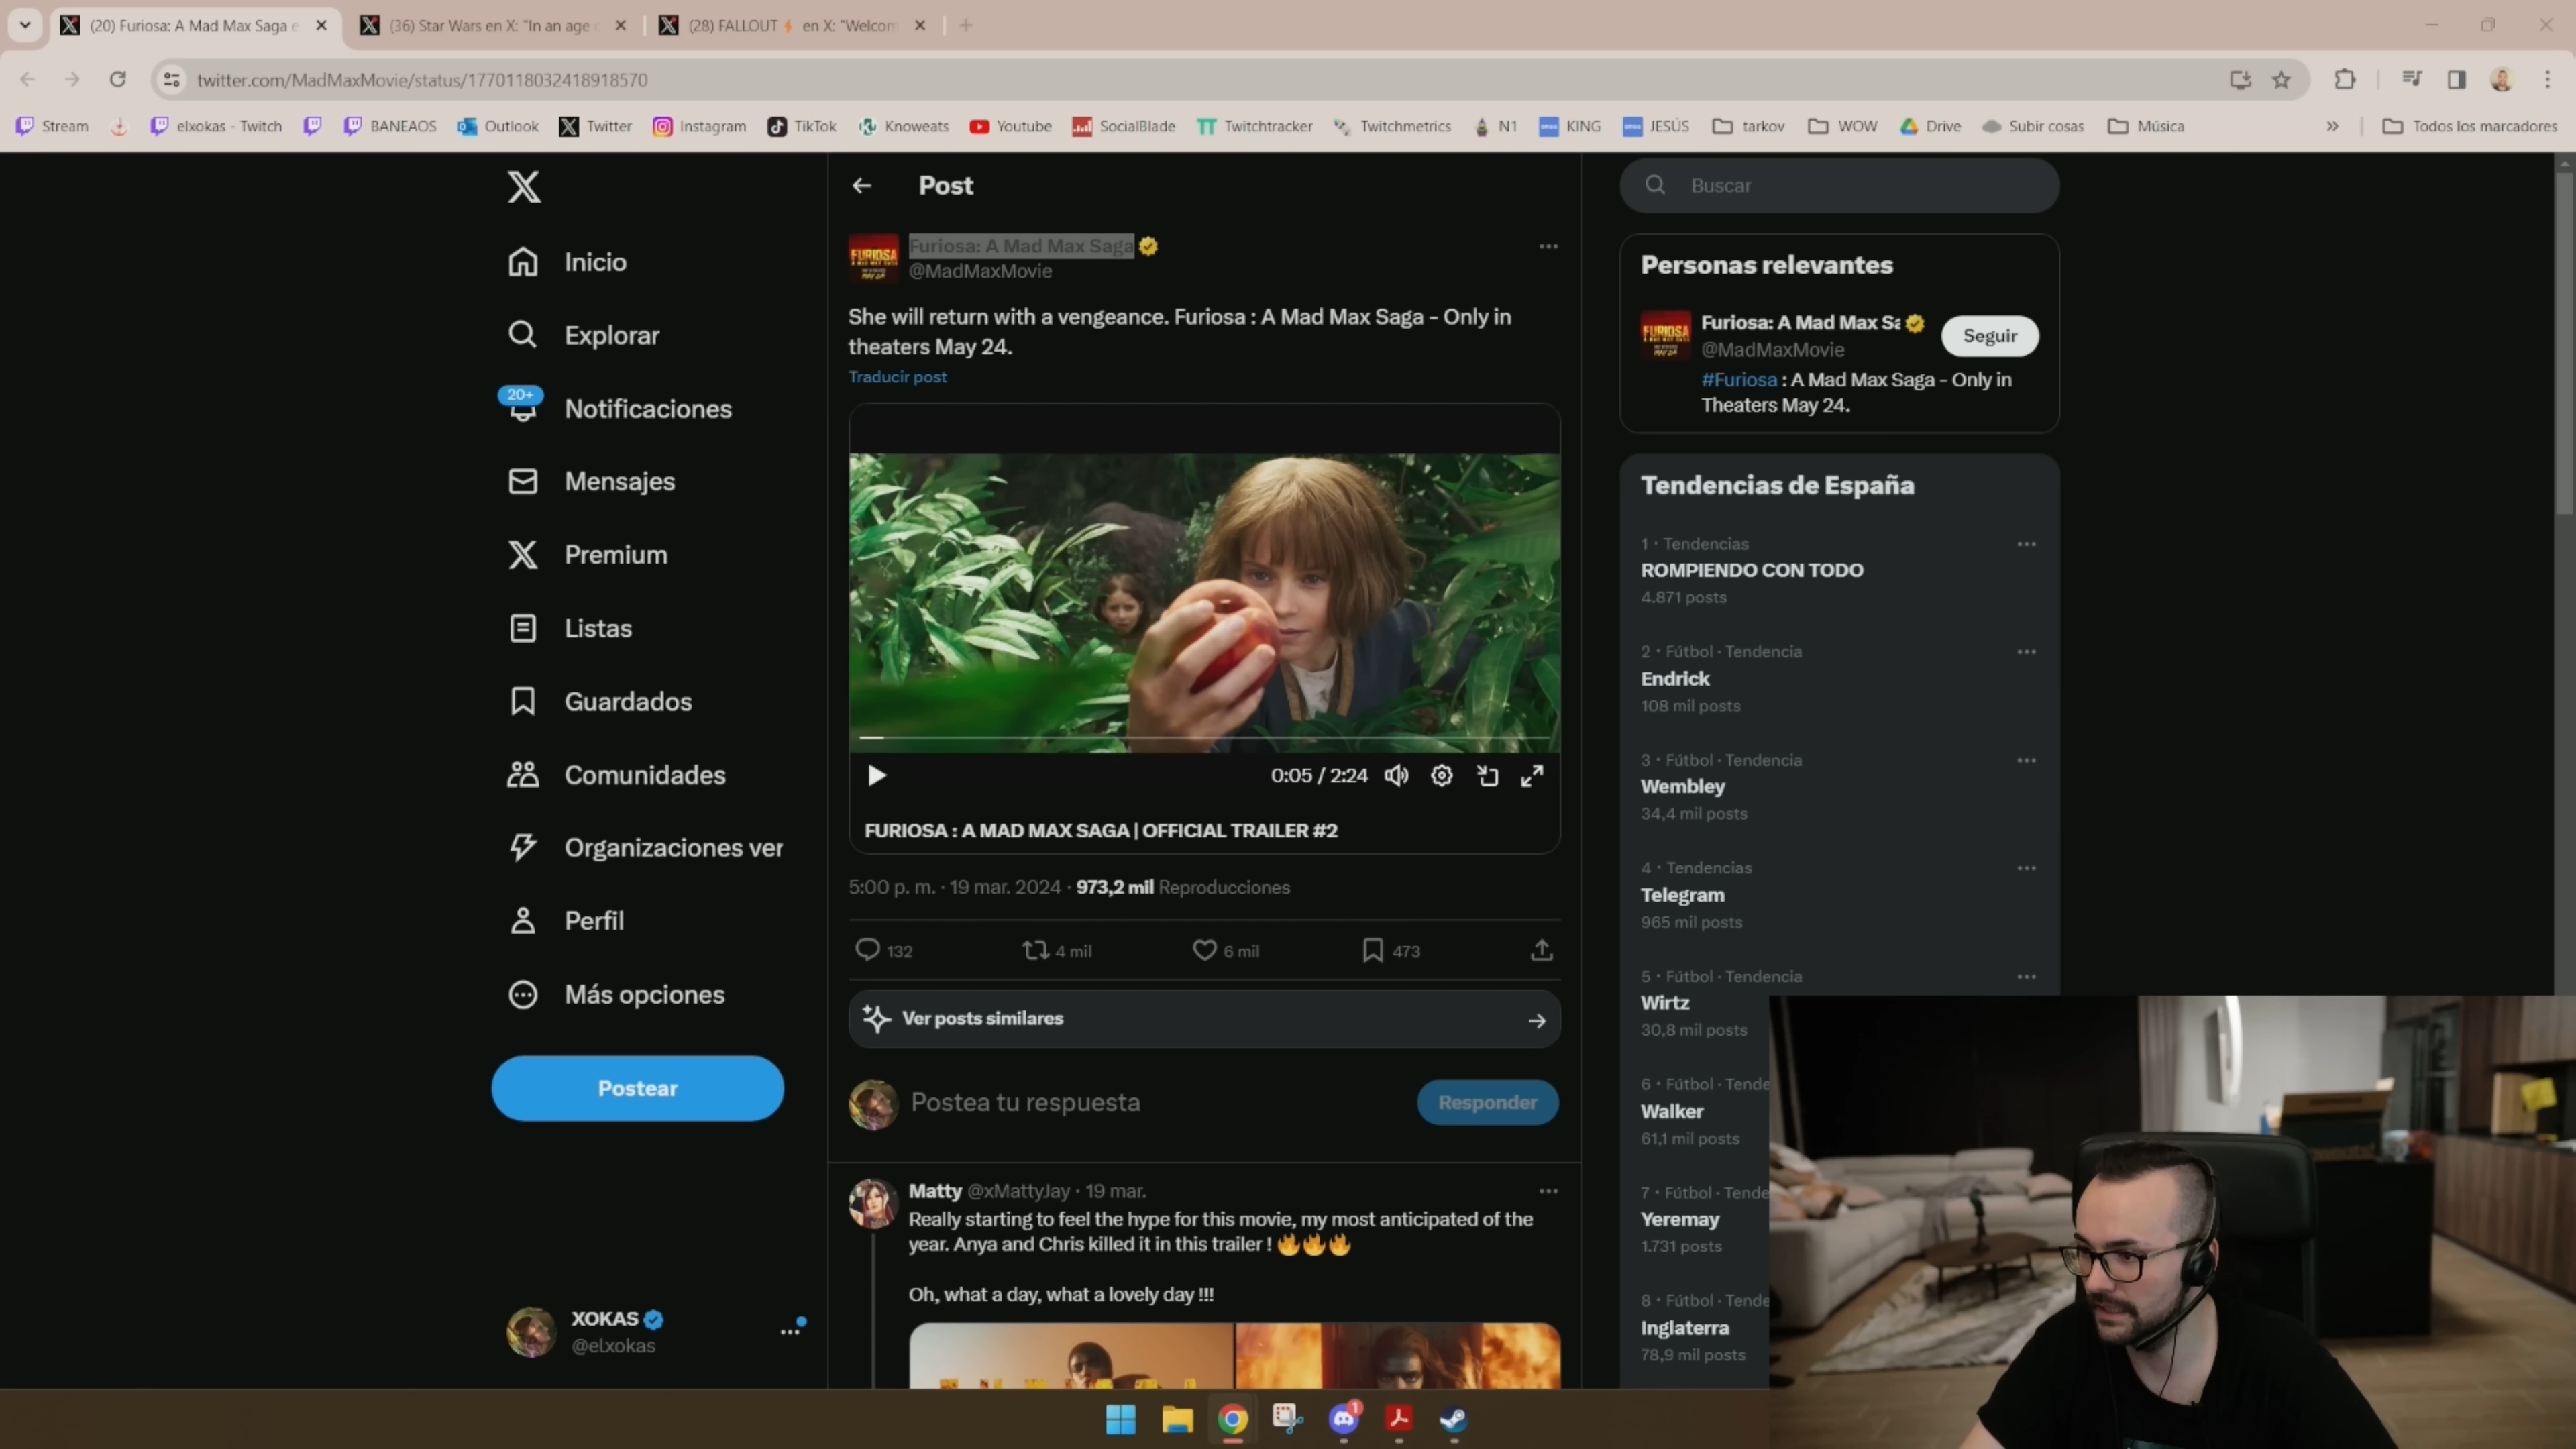 (20) Furiosa: A Mad Max Saga e
(36) Star Wars en X: "In an age
(28) FALLOUT⚡ en X: "Welcom
twitter.com/MadMaxMovie/status/1770118032418918570
Stream
elxokas - Twitch
BANEAOS
Outlook
Twitter
Instagram
TikTok
Knoweats
Youtube
SocialBlade
Twitchtracker
Twitchmetrics
N1
KING
JESÚS
tarkov
WOW
Drive
Subir cosas
Música
Todos los marcadores
Inicio
Explorar
20+
Notificaciones
Mensajes
Premium
Listas
Guardados
Comunidades
Organizaciones ver
Perfil
Más opciones
Postear
XOKAS
@elxokas
Post
FURIOSA
A MAD MAX SAGA
MAY 24
Furiosa: A Mad Max Saga
@MadMaxMovie
She will return with a vengeance. Furiosa : A Mad Max Saga - Only in
theaters May 24.
Traducir post
0:05 / 2:24
FURIOSA : A MAD MAX SAGA | OFFICIAL TRAILER #2
5:00 p. m. · 19 mar. 2024 · 973,2 mil Reproducciones
132
4 mil
6 mil
473
Ver posts similares
Postea tu respuesta
Responder
Matty @xMattyJay · 19 mar.
Really starting to feel the hype for this movie, my most anticipated of the
year. Anya and Chris killed it in this trailer ! 🔥🔥🔥
Oh, what a day, what a lovely day !!!
Buscar
Personas relevantes
FURIOSA
MAY 24
Furiosa: A Mad Max Sa
@MadMaxMovie
Seguir
#Furiosa : A Mad Max Saga - Only in
Theaters May 24.
Tendencias de España
1 · Tendencias
ROMPIENDO CON TODO
4.871 posts
2 · Fútbol · Tendencia
Endrick
108 mil posts
3 · Fútbol · Tendencia
Wembley
34,4 mil posts
4 · Tendencias
Telegram
965 mil posts
5 · Fútbol · Tendencia
Wirtz
30,8 mil posts
6 · Fútbol · Tende
Walker
61,1 mil posts
7 · Fútbol · Tende
Yeremay
1.731 posts
8 · Fútbol · Tende
Inglaterra
78,9 mil posts
1